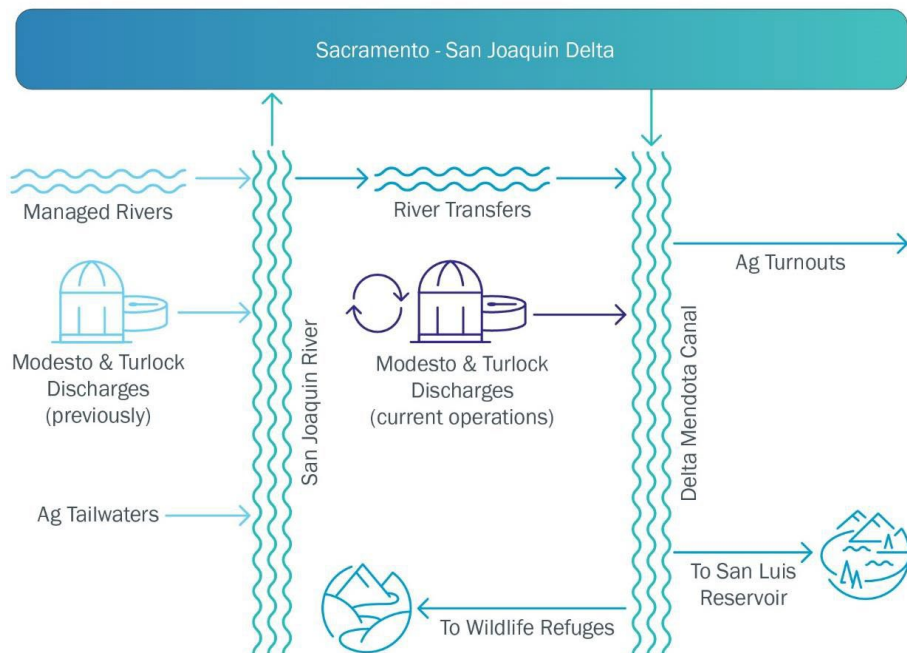 Sacramento - San Joaquin Delta
Managed Rivers
River Transfers
Ag Turnouts
Modesto & Turlock
Discharges
(previously)
San Joaquin River
Modesto & Turlock
Discharges
(current operations)
Delta Mendota Canal
Ag Tailwaters
To San Luis
Reservoir
To Wildlife Refuges